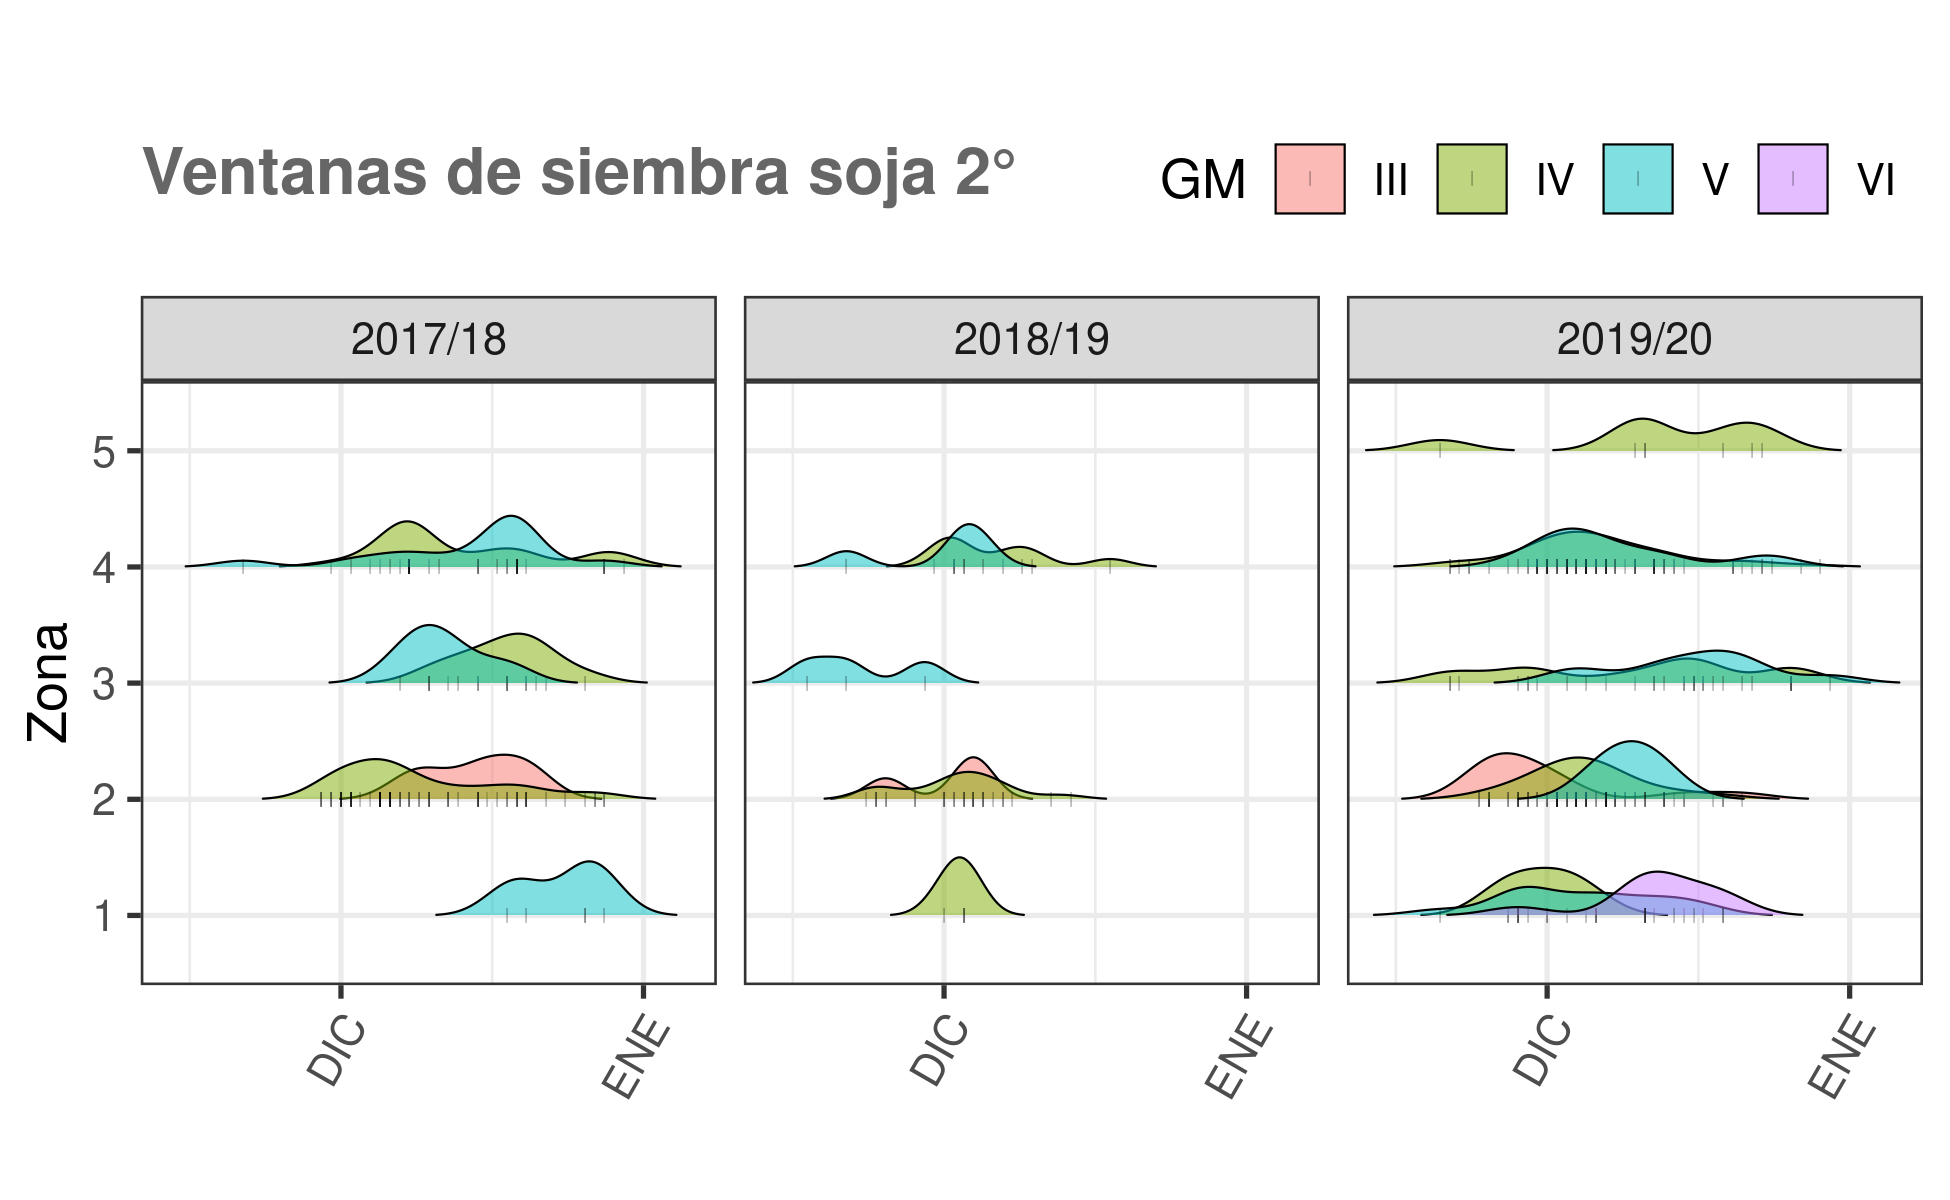 Ventanas de siembra soja 2°
GM III IV V VI
2017/18 2018/19 2019/20
Zona
5
4
3
2
1
DIC ENE DIC ENE DIC ENE